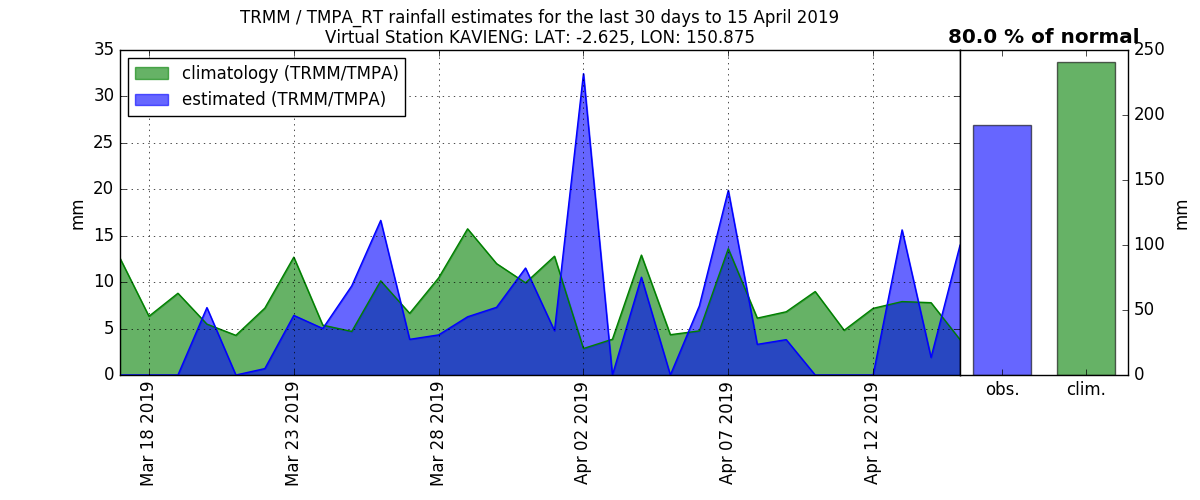 TRMM / TMPA_RT rainfall estimates for the last 30 days to 15 April 2019
Virtual Station KAVIENG: LAT: -2.625, LON: 150.875
80.0 % of normal
climatology (TRMM/TMPA)
estimated (TRMM/TMPA)
35
30
25
20
15
10
5
0
mm
Mar 18 2019
Mar 23 2019
Mar 28 2019
Apr 02 2019
Apr 07 2019
Apr 12 2019
250
200
150
100
50
0
mm
obs.
clim.